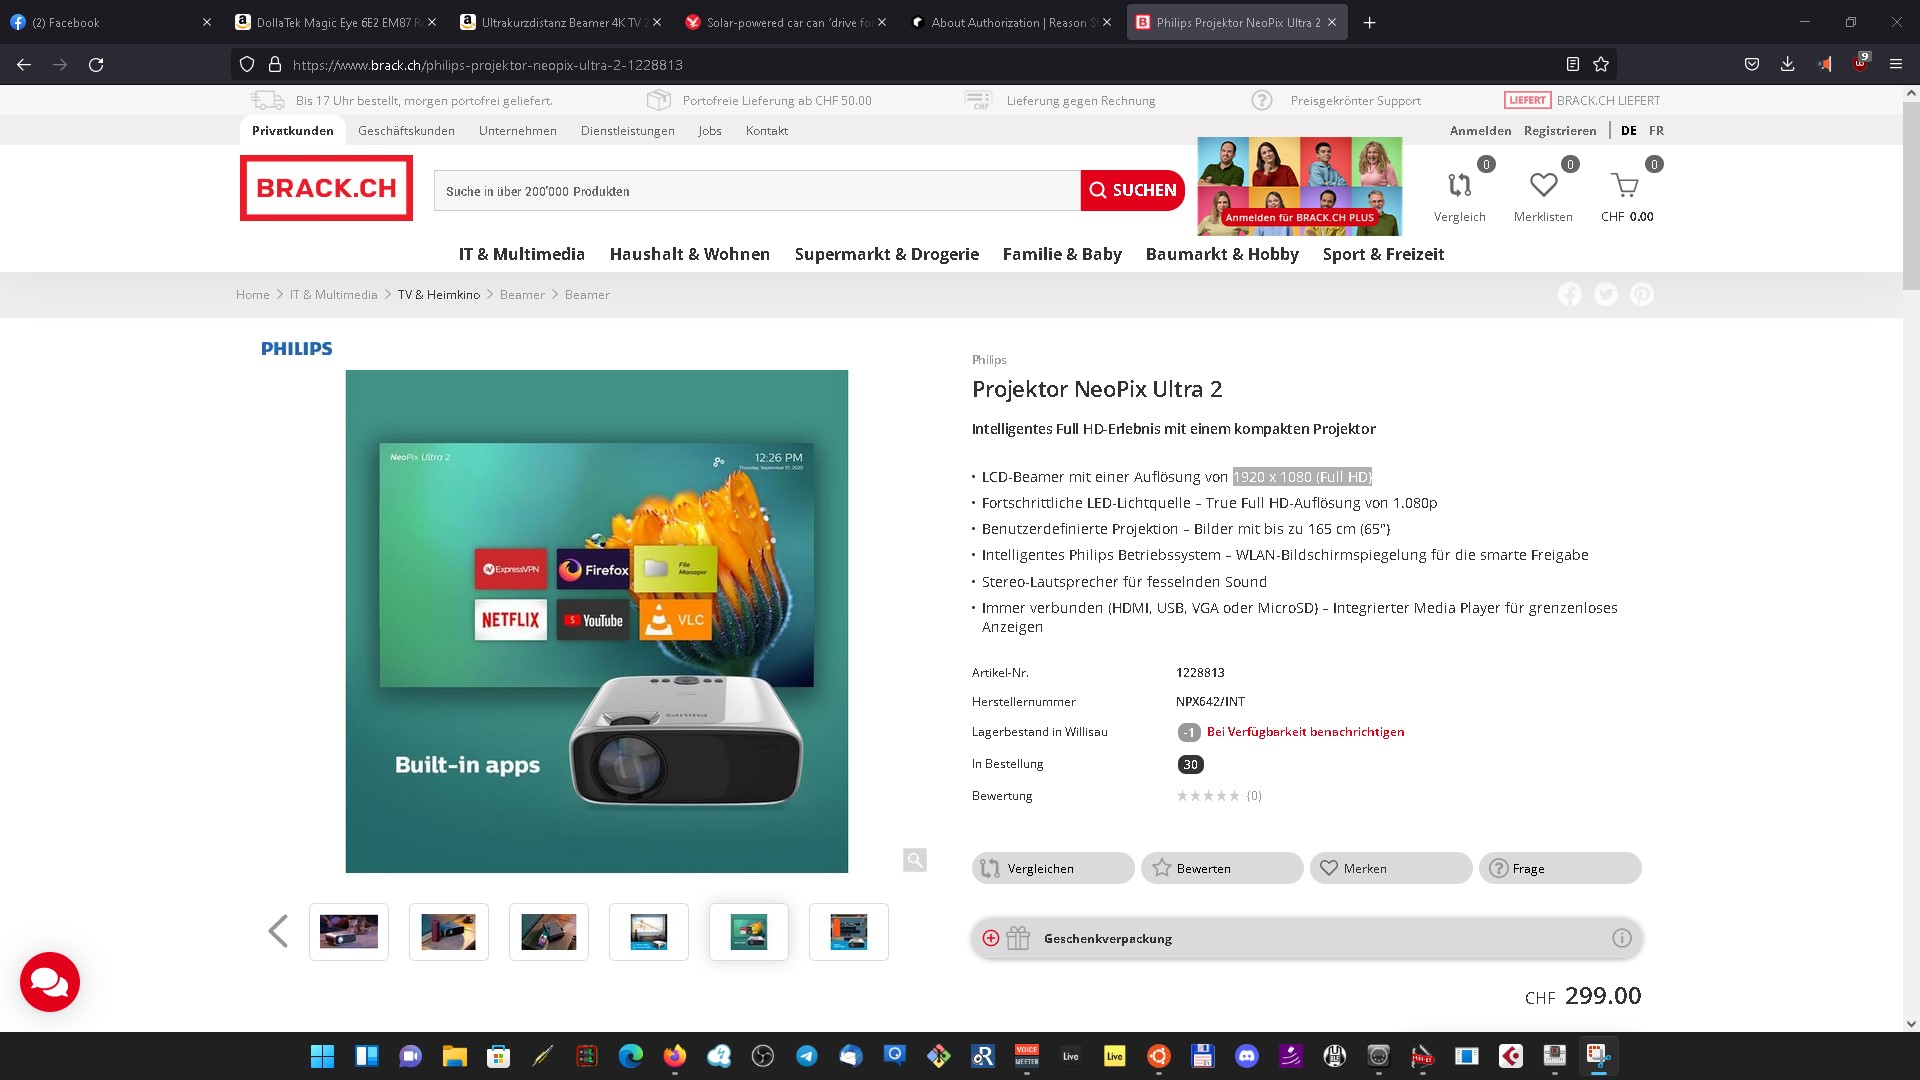 (2) Facebook
DollaTek Magic Eye 6E2 EM87 R
Ultrakurzdistanz Beamer 4K TV
Solar-powered car can 'drive fo
About Authorization | Reason S
Philips Projektor NeoPix Ultra 2
https://www.brack.ch/philips-projektor-neopix-ultra-2-1228813
9
Bis 17 Uhr bestellt, morgen portofrei geliefert.
Portofreie Lieferung ab CHF 50.00
CHF
Lieferung gegen Rechnung
Preisgekrönter Support
LIEFERT BRACK.CH LIEFERT
Privatkunden
Geschäftskunden
Unternehmen
Dienstleistungen
Jobs
Kontakt
Anmelden
Registrieren
DE
FR
BRACK.CH
Suche in über 200'000 Produkten
SUCHEN
Anmelden für BRACK.CH PLUS
0
Vergleich
0
Merklisten
0
CHF 0.00
IT & Multimedia
Haushalt & Wohnen
Supermarkt & Drogerie
Familie & Baby
Baumarkt & Hobby
Sport & Freizeit
Home
IT & Multimedia
TV & Heimkino
Beamer
Beamer
PHILIPS
NeoPix Ultra 2
12:26 PM
Thursday, September 10, 2020
ExpressVPN
Firefox
File Manager
NETFLIX
YouTube
VLC
PHILIPS
Built-in apps
Philips
Projektor NeoPix Ultra 2
Intelligentes Full HD-Erlebnis mit einem kompakten Projektor
• LCD-Beamer mit einer Auflösung von 1920 x 1080 (Full HD)
• Fortschrittliche LED-Lichtquelle – True Full HD-Auflösung von 1.080p
• Benutzerdefinierte Projektion – Bilder mit bis zu 165 cm (65")
• Intelligentes Philips Betriebssystem – WLAN-Bildschirmspiegelung für die smarte Freigabe
• Stereo-Lautsprecher für fesselnden Sound
• Immer verbunden (HDMI, USB, VGA oder MicroSD) – Integrierter Media Player für grenzenloses
Anzeigen
Artikel-Nr. 1228813
Herstellernummer NPX642/INT
Lagerbestand in Willisau -1 Bei Verfügbarkeit benachrichtigen
In Bestellung 30
Bewertung (0)
Vergleichen
Bewerten
Merken
Frage
Geschenkverpackung
CHF 299.00
VOICE MEETER
Live
Live